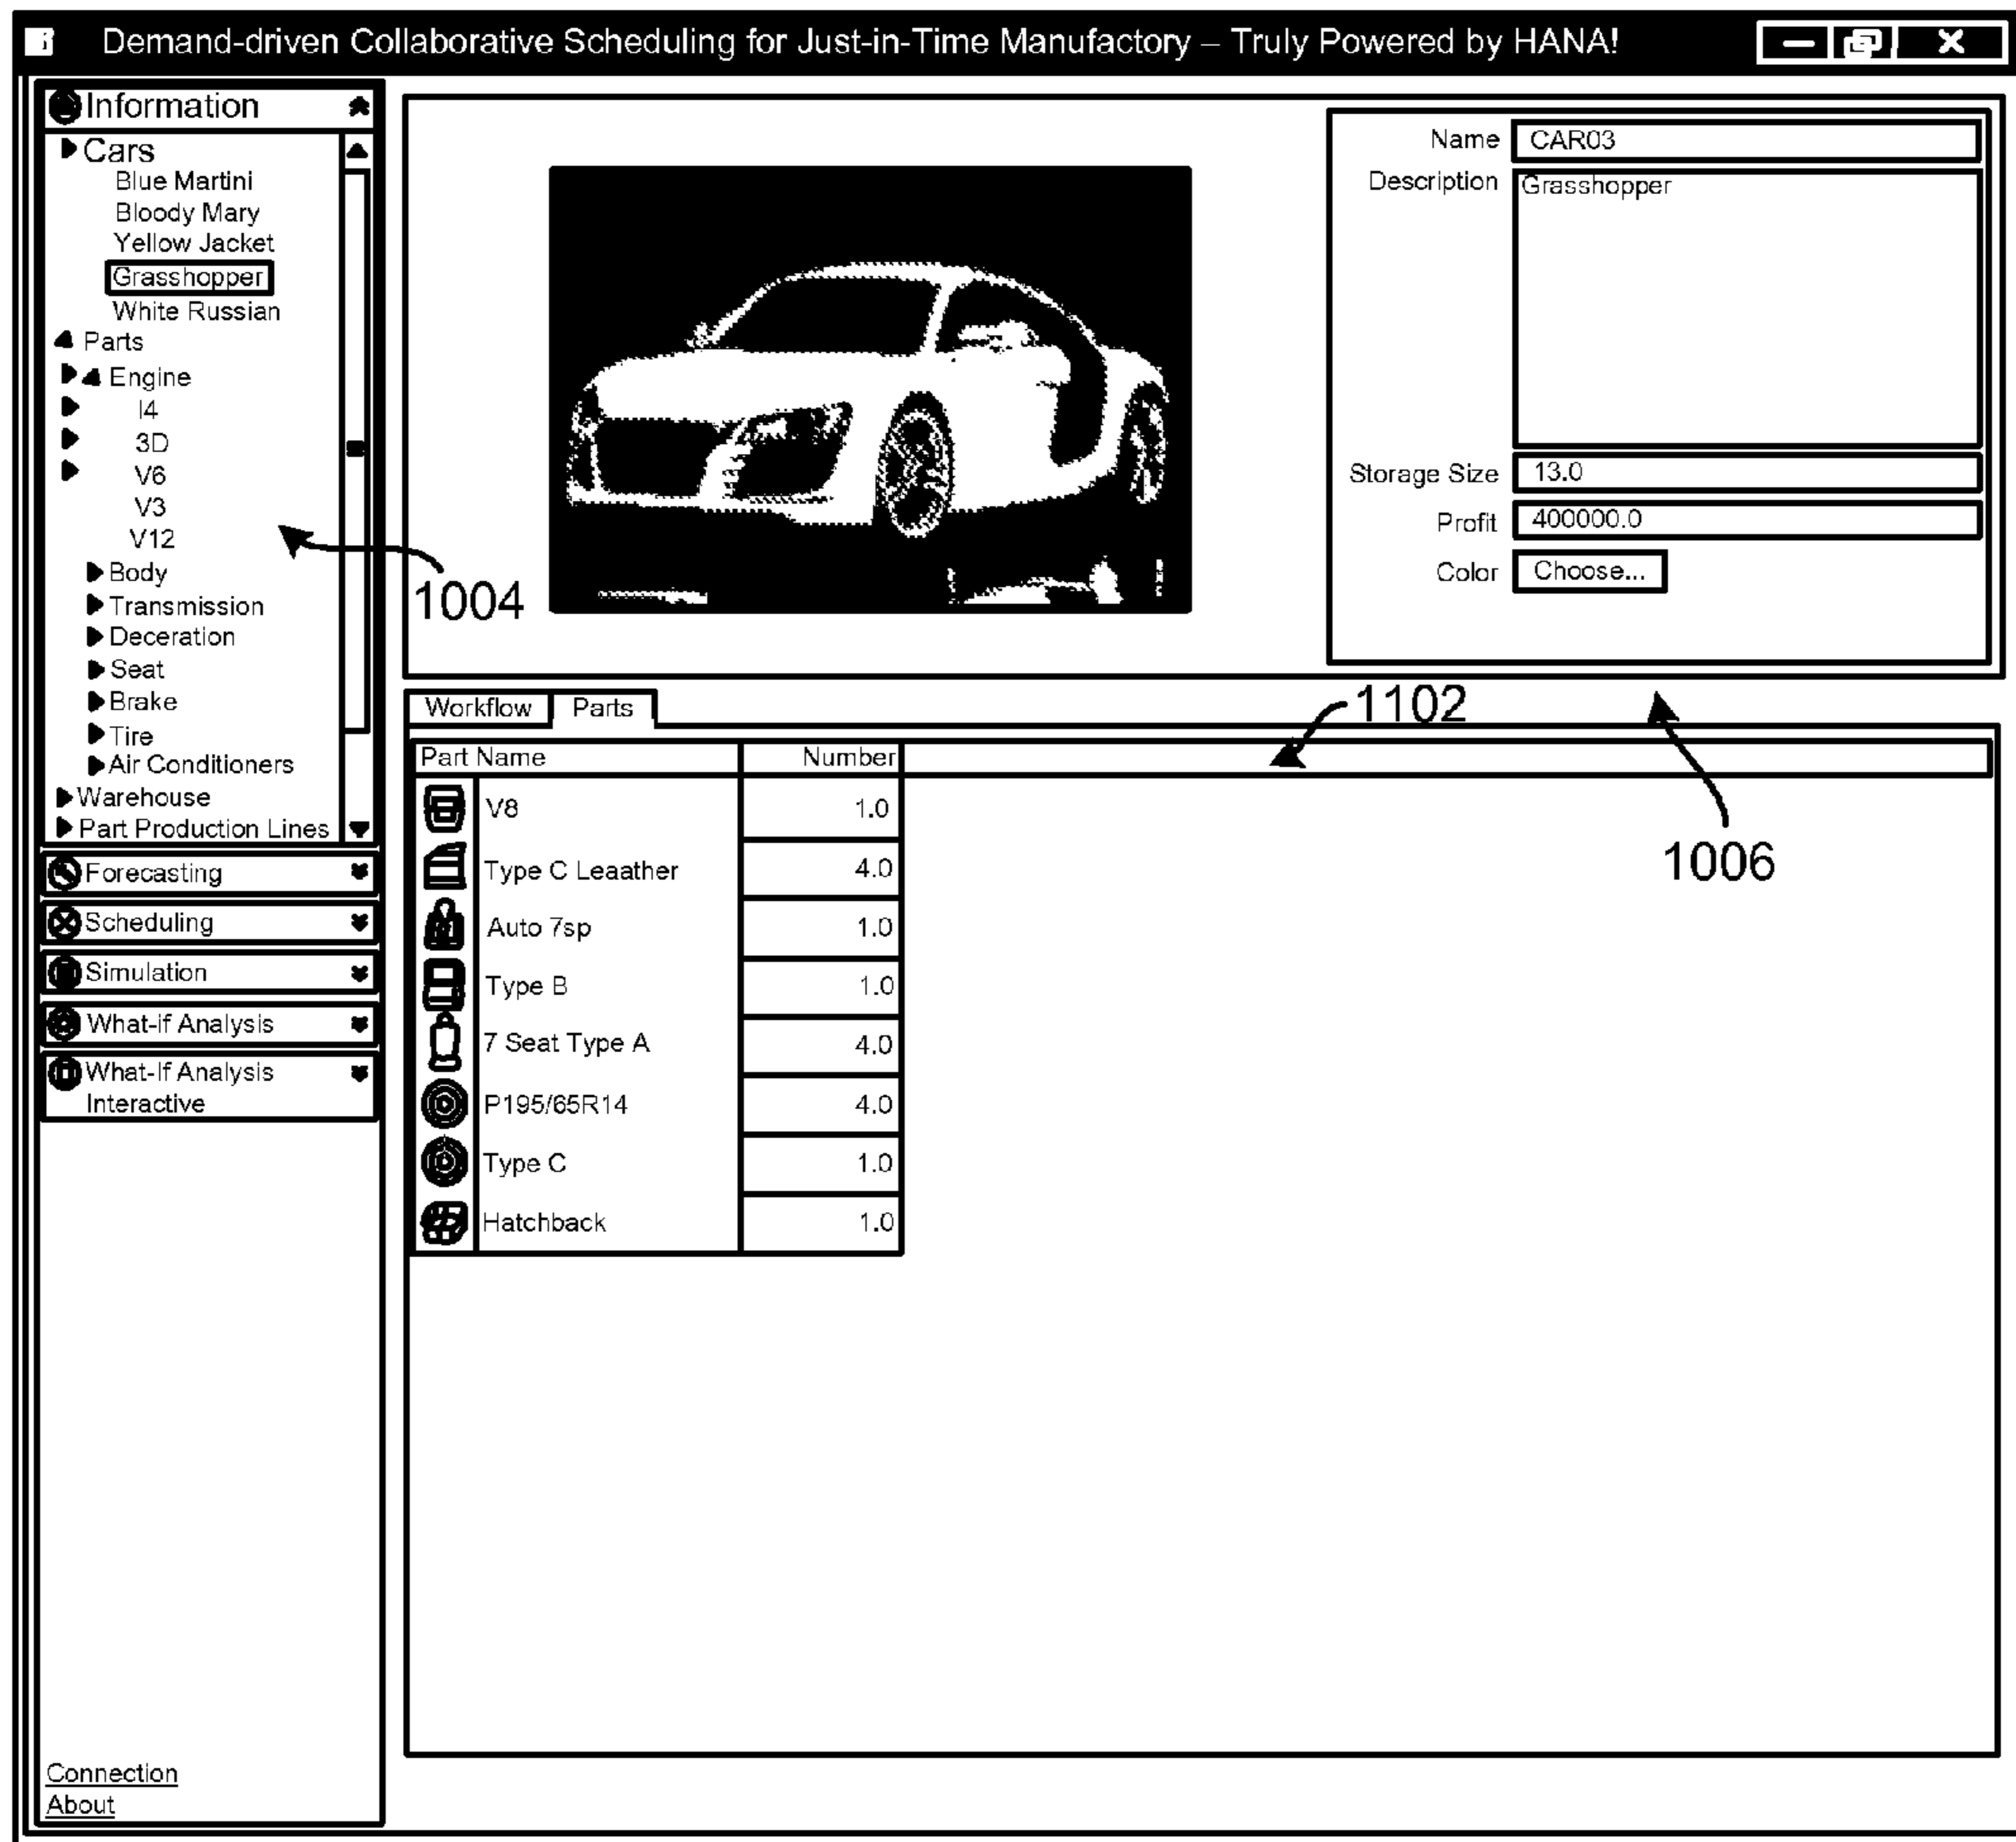 Demand-driven Collaborative Scheduling for Just-in-Time Manufactory – Truly Powered by HANA!
Information
Cars
Blue Martini
Bloody Mary
Yellow Jacket
Grasshopper
White Russian
Parts
Engine
I4
3D
V6
V3
V12
Body
Transmission
Deceration
Seat
Brake
Tire
Air Conditioners
Warehouse
Part Production Lines
Forecasting
Scheduling
Simulation
What-if Analysis
What-If Analysis
Interactive
Connection
About
1004
Name CAR03
Description Grasshopper
Storage Size 13.0
Profit 400000.0
Color Choose...
1102
1006
Workflow Parts
Part Name Number
V8 1.0
Type C Leaather 4.0
Auto 7sp 1.0
Type B 1.0
7 Seat Type A 4.0
P195/65R14 4.0
Type C 1.0
Hatchback 1.0